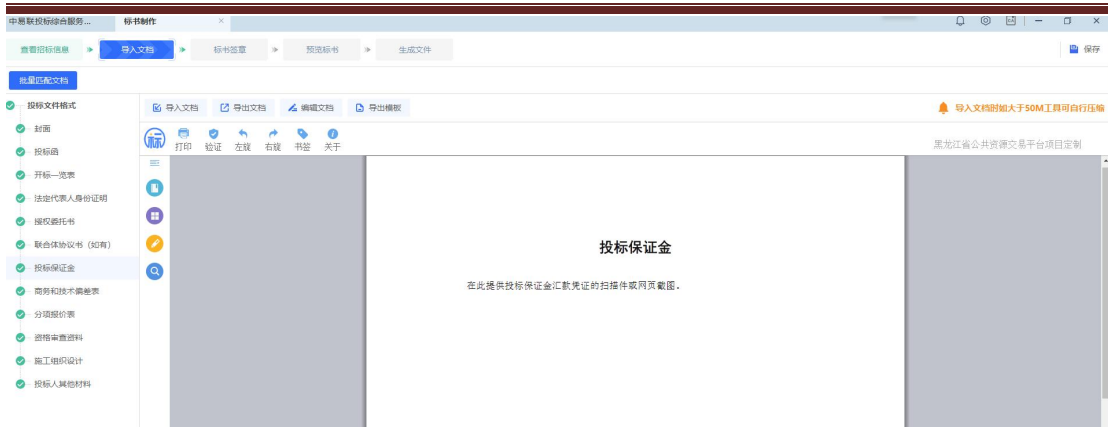 中易联投标综合服务... 标书制作 ×
查看招标信息 导入文档 标书签章 预览标书 生成文件 保存
批量匹配文档
投标文件格式
封面
投标函
开标一览表
法定代表人身份证明
授权委托书
联合体协议书（如有）
投标保证金
商务和技术偏差表
分项报价表
资格审查资料
施工组织设计
投标人其他材料
导入文档 导出文档 编辑文档 导出模板 导入文档时如大于50M工具可自行压缩
标 打印 验证 左旋 右旋 书签 关于 黑龙江省公共资源交易平台项目定制
投标保证金
在此提供投标保证金汇款凭证的扫描件或网页截图。